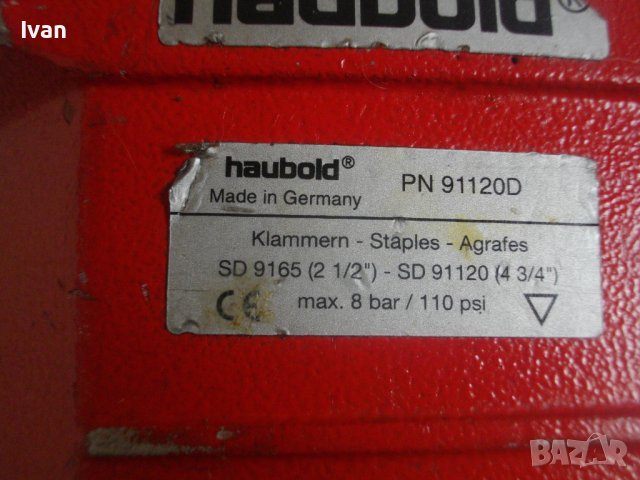 Ivan
haubold®
haubold® PN 91120D
Made in Germany
Klammern - Staples - Agrafes
SD 9165 (2 1/2") - SD 91120 (4 3/4")
CE max. 8 bar / 110 psi
BAZAR